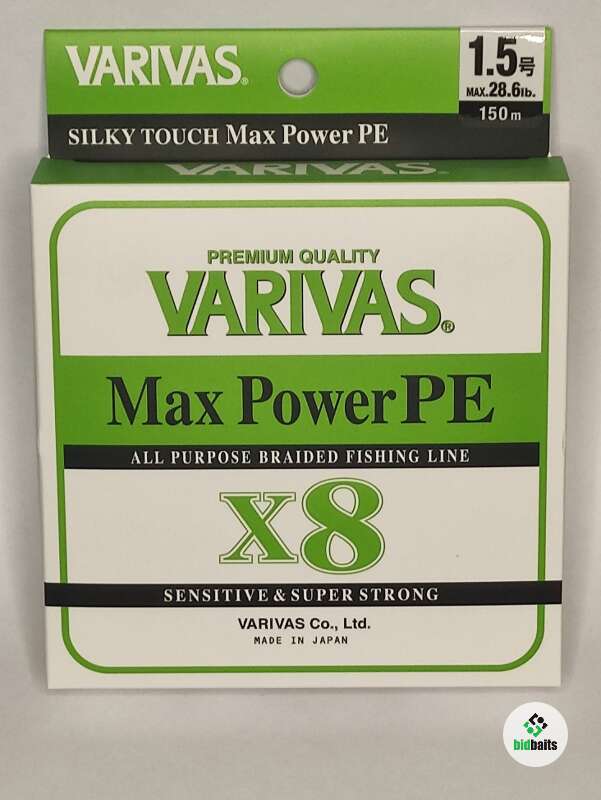 VARIVAS®
1.5号
MAX.28.6lb.
150m
SILKY TOUCH Max Power PE
VARIVAS®
PREMIUM QUALITY
VARIVAS®
Max Power PE
ALL PURPOSE BRAIDED FISHING LINE
X8
SENSITIVE & SUPER STRONG
VARIVAS Co., Ltd.
MADE IN JAPAN
bidbaits